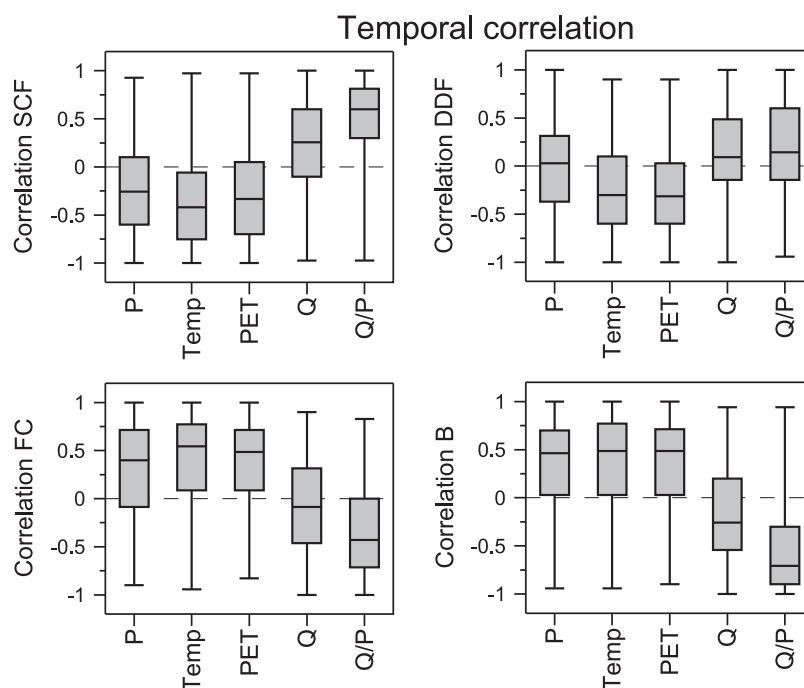 Temporal correlation
Correlation SCF
1
0.5
0
-0.5
-1
P
Temp
PET
Q
Q/P
Correlation DDF
1
0.5
0
-0.5
-1
P
Temp
PET
Q
Q/P
Correlation FC
1
0.5
0
-0.5
-1
P
Temp
PET
Q
Q/P
Correlation B
1
0.5
0
-0.5
-1
P
Temp
PET
Q
Q/P